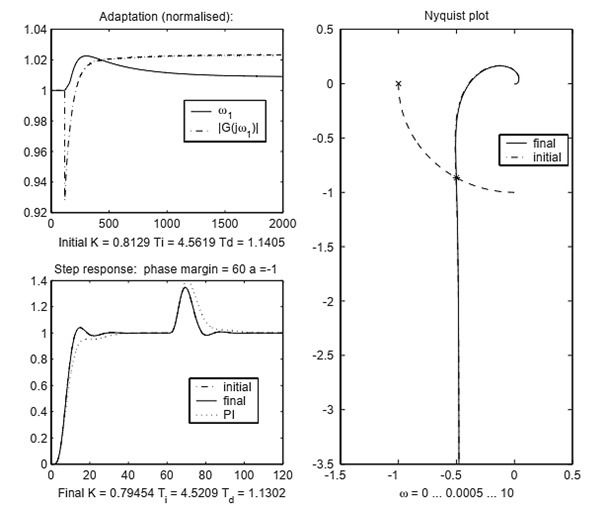 Adaptation (normalised):
1.04
1.02
1
0.98
0.96
0.94
0.92
ω1
|G(jω1)|
0 500 1000 1500 2000
Initial K = 0.8129 Ti = 4.5619 Td = 1.1405
Step response: phase margin = 60 a =-1
1.4
1.2
1
0.8
0.6
0.4
0.2
0
initial
final
PI
0 20 40 60 80 100 120
Final K = 0.79454 Ti = 4.5209 Td = 1.1302
Nyquist plot
0.5
0
-0.5
-1
-1.5
-2
-2.5
-3
-3.5
final
initial
-1.5 -1 -0.5 0 0.5
ω = 0 ... 0.0005 ... 10